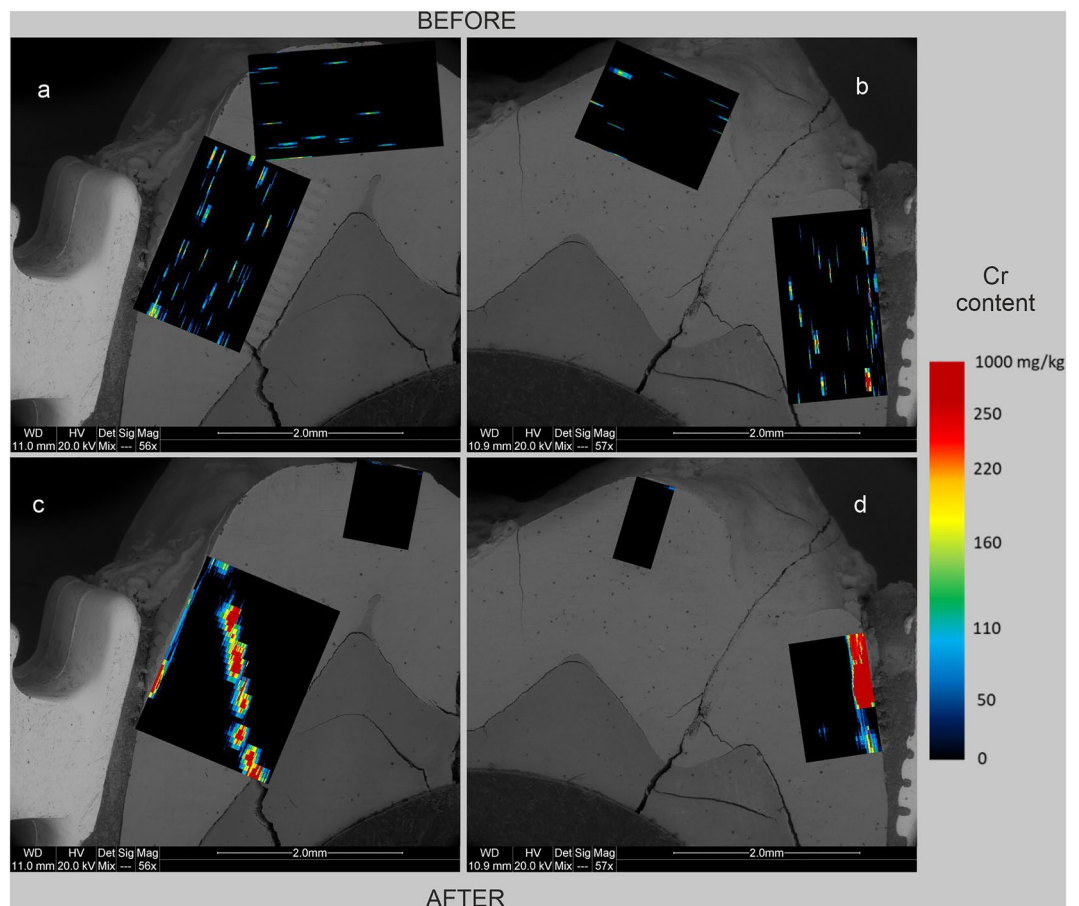 BEFORE
a
b
WD HV Det Sig Mag 2.0mm
11.0 mm 20.0 kV Mix --- 56x
WD HV Det Sig Mag 2.0mm
10.9 mm 20.0 kV Mix --- 57x
Cr
content
1000 mg/kg
250
220
160
110
50
0
c
d
WD HV Det Sig Mag 2.0mm
11.0 mm 20.0 kV Mix --- 56x
WD HV Det Sig Mag 2.0mm
10.9 mm 20.0 kV Mix --- 57x
AFTER